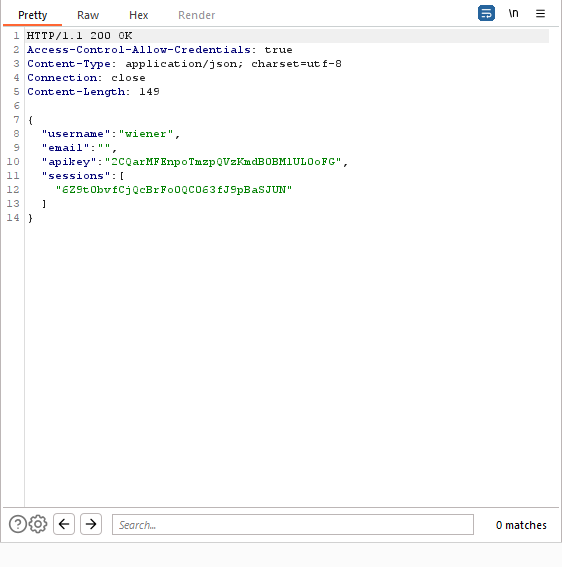 Pretty Raw Hex Render \n
1 HTTP/1.1 200 OK
2 Access-Control-Allow-Credentials: true
3 Content-Type: application/json; charset=utf-8
4 Connection: close
5 Content-Length: 149
6
7 {
8 "username":"wiener",
9 "email":"",
10 "apikey":"2CQarMFEnpoTmzpQVzKmdB0BM1UL0oFG",
11 "sessions":[
12 "6Z9t0bvfCjQcBrFo0QC063fJ9pBaSJUN"
13 ]
14 }
Search... 0 matches